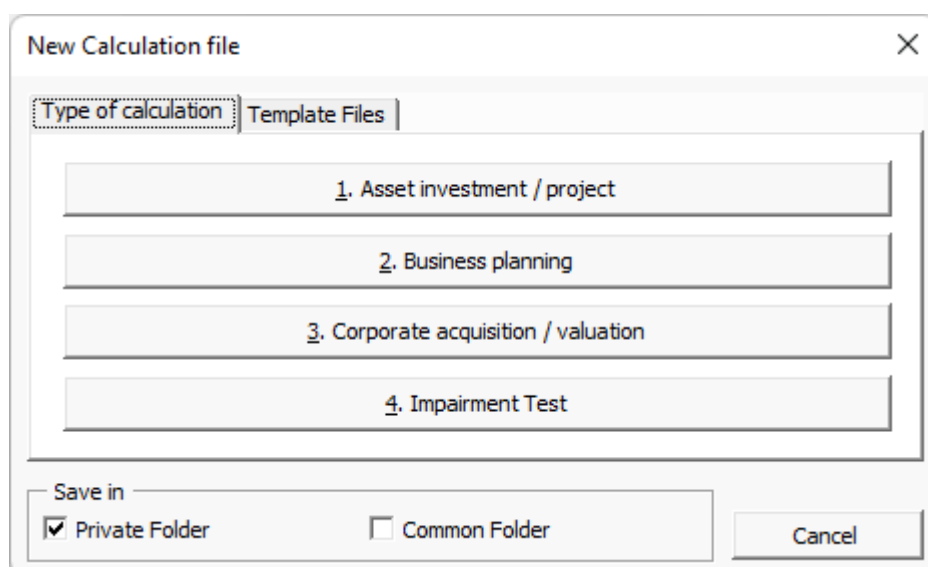 New Calculation file
Type of calculation Template Files
1. Asset investment / project
2. Business planning
3. Corporate acquisition / valuation
4. Impairment Test
Save in
Private Folder Common Folder
Cancel